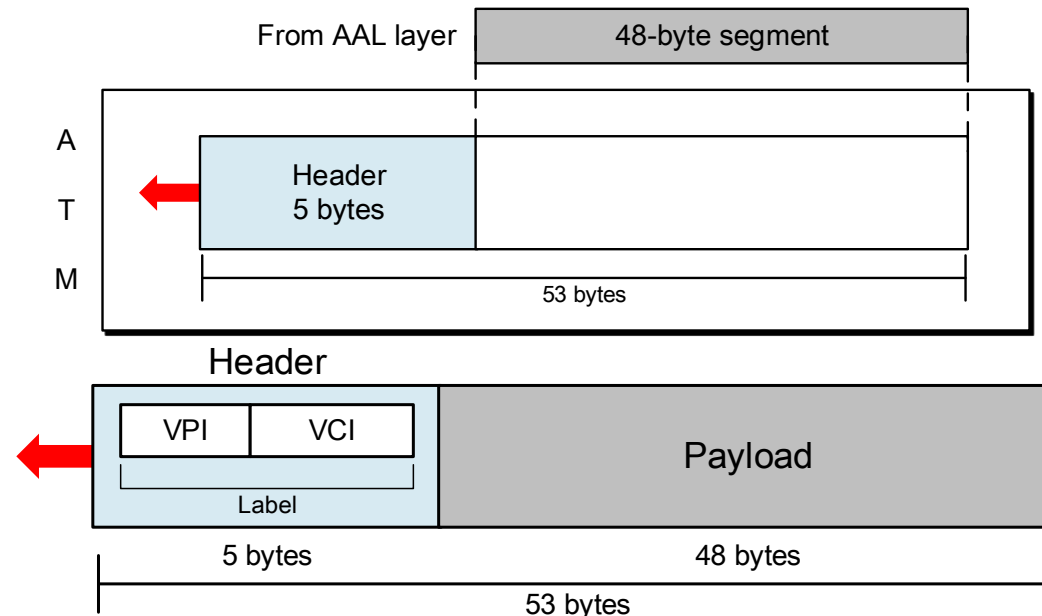 From AAL layer
48-byte segment
A
T
M
Header
5 bytes
53 bytes
Header
VPI
VCI
Label
Payload
5 bytes
48 bytes
53 bytes